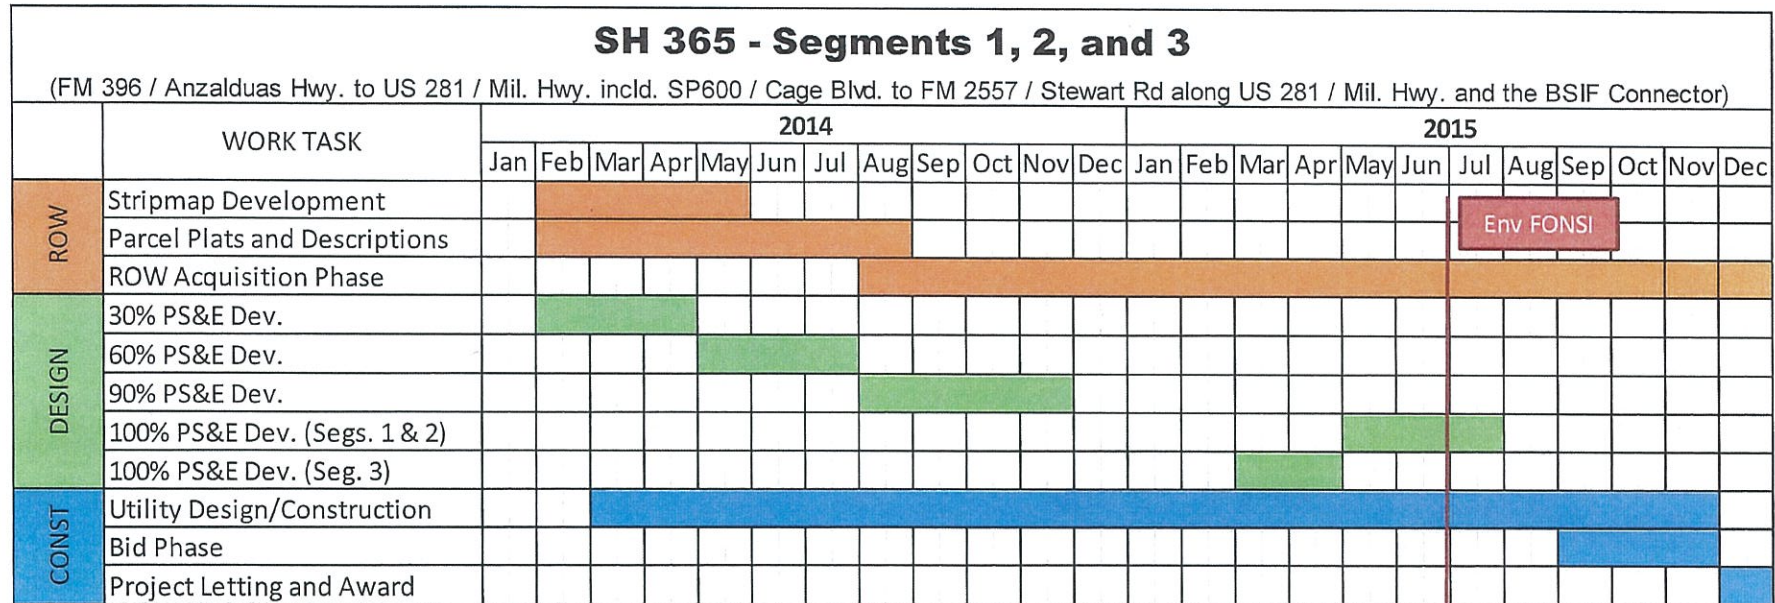 SH 365 - Segments 1, 2, and 3
(FM 396 / Anzalduas Hwy. to US 281 / Mil. Hwy. incld. SP600 / Cage Blvd. to FM 2557 / Stewart Rd along US 281 / Mil. Hwy. and the BSIF Connector)
WORK TASK 2014 2015
Jan Feb Mar Apr May Jun Jul Aug Sep Oct Nov Dec Jan Feb Mar Apr May Jun Jul Aug Sep Oct Nov Dec
ROW
Stripmap Development
Env FONSI
Parcel Plats and Descriptions
ROW Acquisition Phase
DESIGN
30% PS&E Dev.
60% PS&E Dev.
90% PS&E Dev.
100% PS&E Dev. (Segs. 1 & 2)
100% PS&E Dev. (Seg. 3)
CONST
Utility Design/Construction
Bid Phase
Project Letting and Award